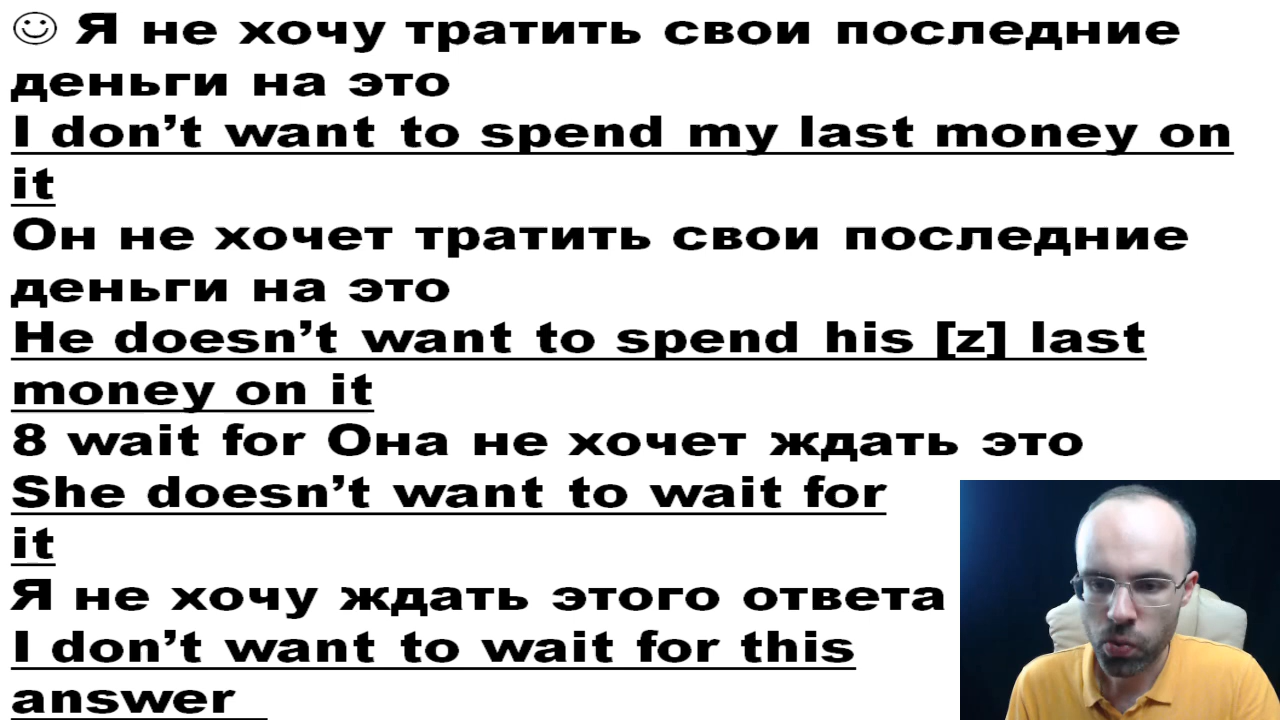 ☺ Я не хочу тратить свои последние
деньги на это
I don’t want to spend my last money on
it
Он не хочет тратить свои последние
деньги на это
He doesn’t want to spend his [z] last
money on it
8 wait for Она не хочет ждать это
She doesn’t want to wait for
it
Я не хочу ждать этого ответа
I don’t want to wait for this
answer